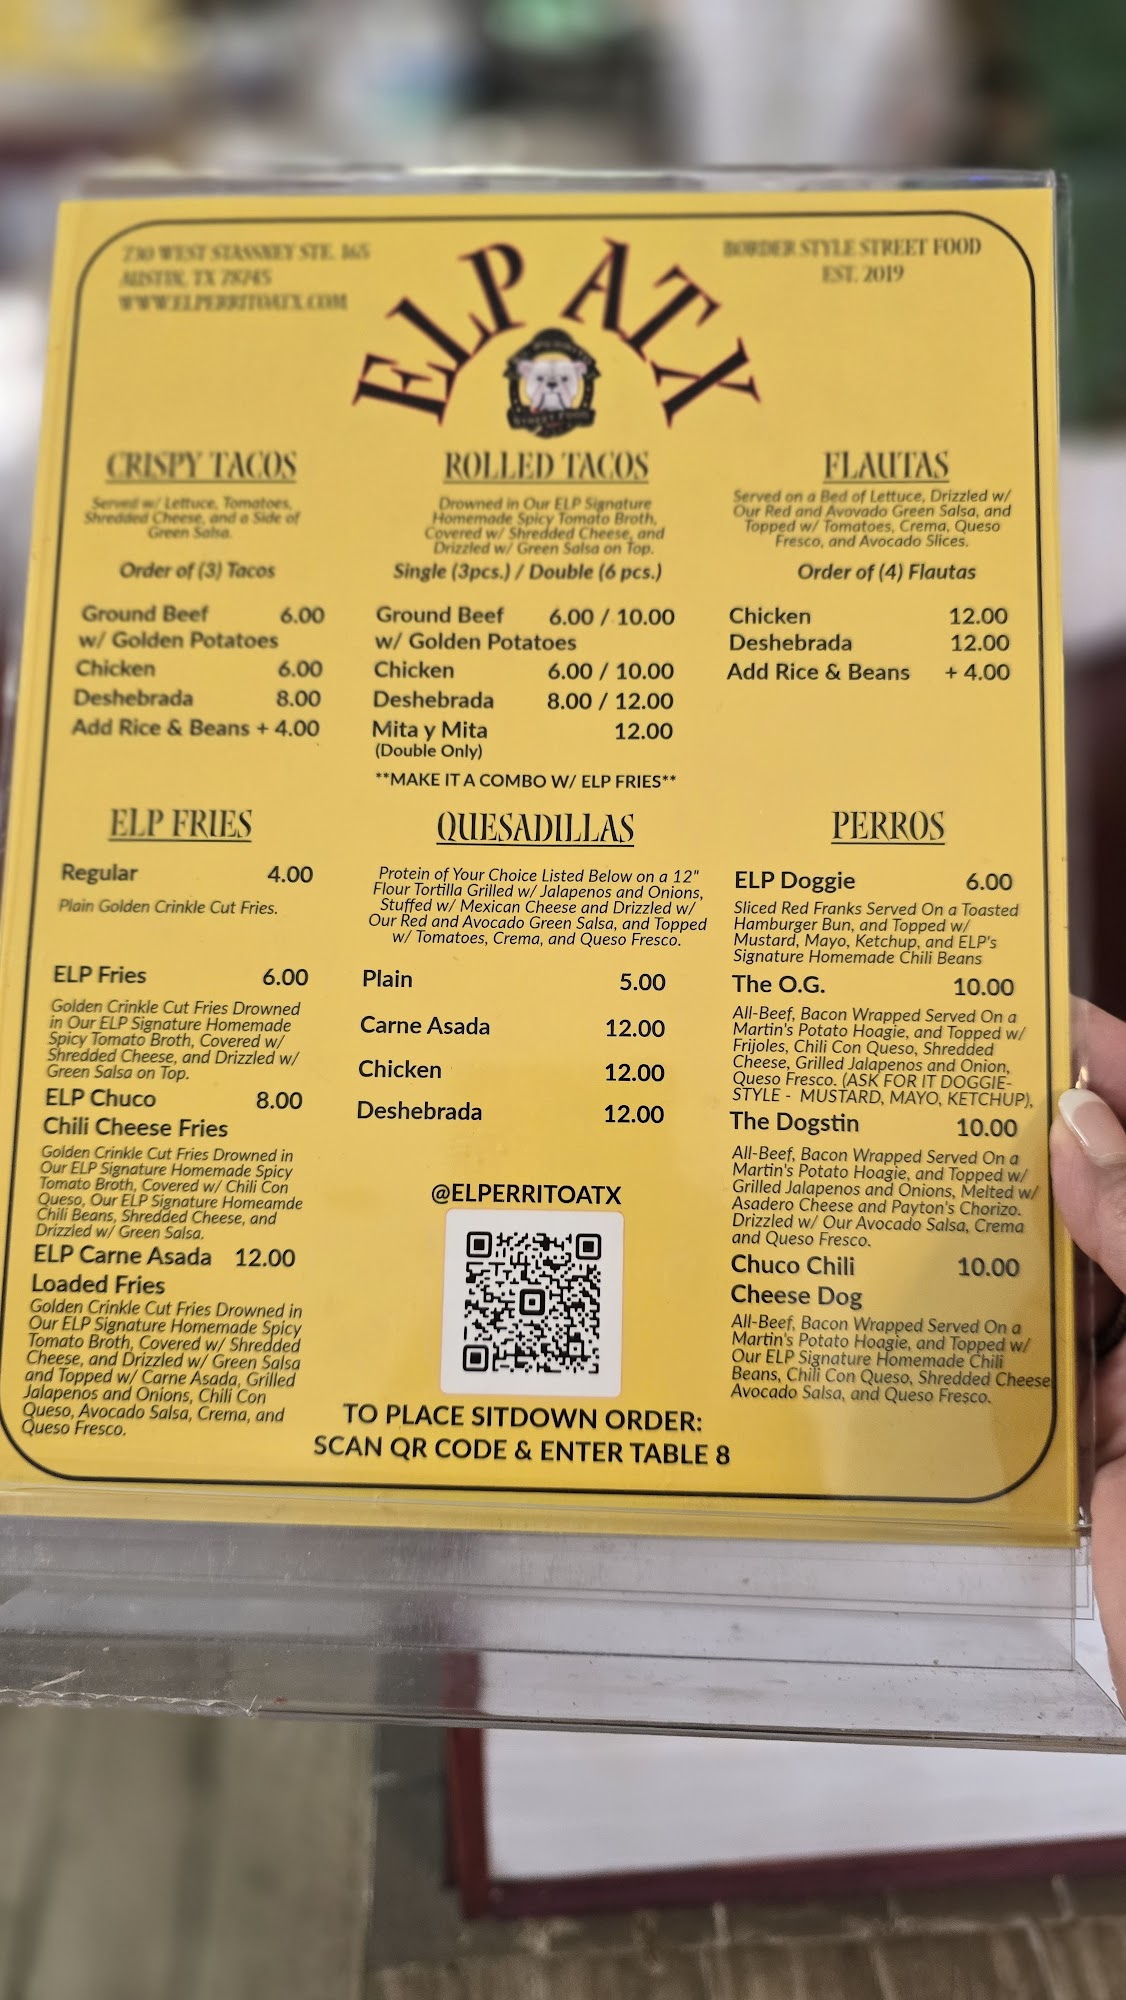 730 WEST STASSNEY STE. 165
AUSTIN, TX 78745
WWW.ELPERRITOATX.COM
BORDER STYLE STREET FOOD
EST. 2019
ELP ATX
STREET FOOD
CRISPY TACOS
Served w/ Lettuce, Tomatoes,
Shredded Cheese, and a Side of
Green Salsa.
Order of (3) Tacos
Ground Beef 6.00
w/ Golden Potatoes
Chicken 6.00
Deshebrada 8.00
Add Rice & Beans + 4.00
ROLLED TACOS
Drowned in Our ELP Signature
Homemade Spicy Tomato Broth,
Covered w/ Shredded Cheese, and
Drizzled w/ Green Salsa on Top.
Single (3pcs.) / Double (6 pcs.)
Ground Beef 6.00 / 10.00
w/ Golden Potatoes
Chicken 6.00 / 10.00
Deshebrada 8.00 / 12.00
Mita y Mita 12.00
(Double Only)
**MAKE IT A COMBO W/ ELP FRIES**
FLAUTAS
Served on a Bed of Lettuce, Drizzled w/
Our Red and Avovado Green Salsa, and
Topped w/ Tomatoes, Crema, Queso
Fresco, and Avocado Slices.
Order of (4) Flautas
Chicken 12.00
Deshebrada 12.00
Add Rice & Beans + 4.00
ELP FRIES
Regular 4.00
Plain Golden Crinkle Cut Fries.
ELP Fries 6.00
Golden Crinkle Cut Fries Drowned
in Our ELP Signature Homemade
Spicy Tomato Broth, Covered w/
Shredded Cheese, and Drizzled w/
Green Salsa on Top.
ELP Chuco 8.00
Chili Cheese Fries
Golden Crinkle Cut Fries Drowned in
Our ELP Signature Homemade Spicy
Tomato Broth, Covered w/ Chili Con
Queso, Our ELP Signature Homeamde
Chili Beans, Shredded Cheese, and
Drizzled w/ Green Salsa.
ELP Carne Asada 12.00
Loaded Fries
Golden Crinkle Cut Fries Drowned in
Our ELP Signature Homemade Spicy
Tomato Broth, Covered w/ Shredded
Cheese, and Drizzled w/ Green Salsa
and Topped w/ Carne Asada, Grilled
Jalapenos and Onions, Chili Con
Queso, Avocado Salsa, Crema, and
Queso Fresco.
QUESADILLAS
Protein of Your Choice Listed Below on a 12"
Flour Tortilla Grilled w/ Jalapenos and Onions,
Stuffed w/ Mexican Cheese and Drizzled w/
Our Red and Avocado Green Salsa, and Topped
w/ Tomatoes, Crema, and Queso Fresco.
Plain 5.00
Carne Asada 12.00
Chicken 12.00
Deshebrada 12.00
@ELPERRITOATX
TO PLACE SITDOWN ORDER:
SCAN QR CODE & ENTER TABLE 8
PERROS
ELP Doggie 6.00
Sliced Red Franks Served On a Toasted
Hamburger Bun, and Topped w/
Mustard, Mayo, Ketchup, and ELP's
Signature Homemade Chili Beans
The O.G. 10.00
All-Beef, Bacon Wrapped Served On a
Martin's Potato Hoagie, and Topped w/
Frijoles, Chili Con Queso, Shredded
Cheese, Grilled Jalapenos and Onion,
Queso Fresco. (ASK FOR IT DOGGIE-
STYLE - MUSTARD, MAYO, KETCHUP),
The Dogstin 10.00
All-Beef, Bacon Wrapped Served On a
Martin's Potato Hoagie, and Topped w/
Grilled Jalapenos and Onions, Melted w/
Asadero Cheese and Payton's Chorizo.
Drizzled w/ Our Avocado Salsa, Crema
and Queso Fresco.
Chuco Chili 10.00
Cheese Dog
All-Beef, Bacon Wrapped Served On a
Martin's Potato Hoagie, and Topped w/
Our ELP Signature Homemade Chili
Beans, Chili Con Queso, Shredded Cheese
Avocado Salsa, and Queso Fresco.